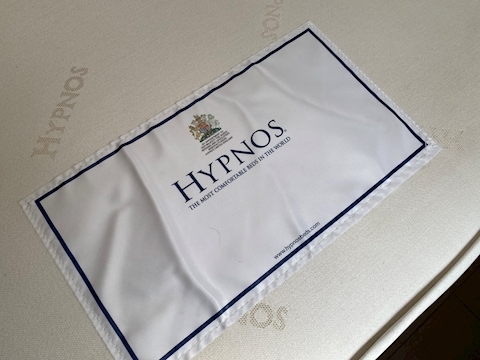 HYPNOS
HYPNOS
THE MOST COMFORTABLE BEDS IN THE WORLD
www.hypnosbeds.com
HYPNOS